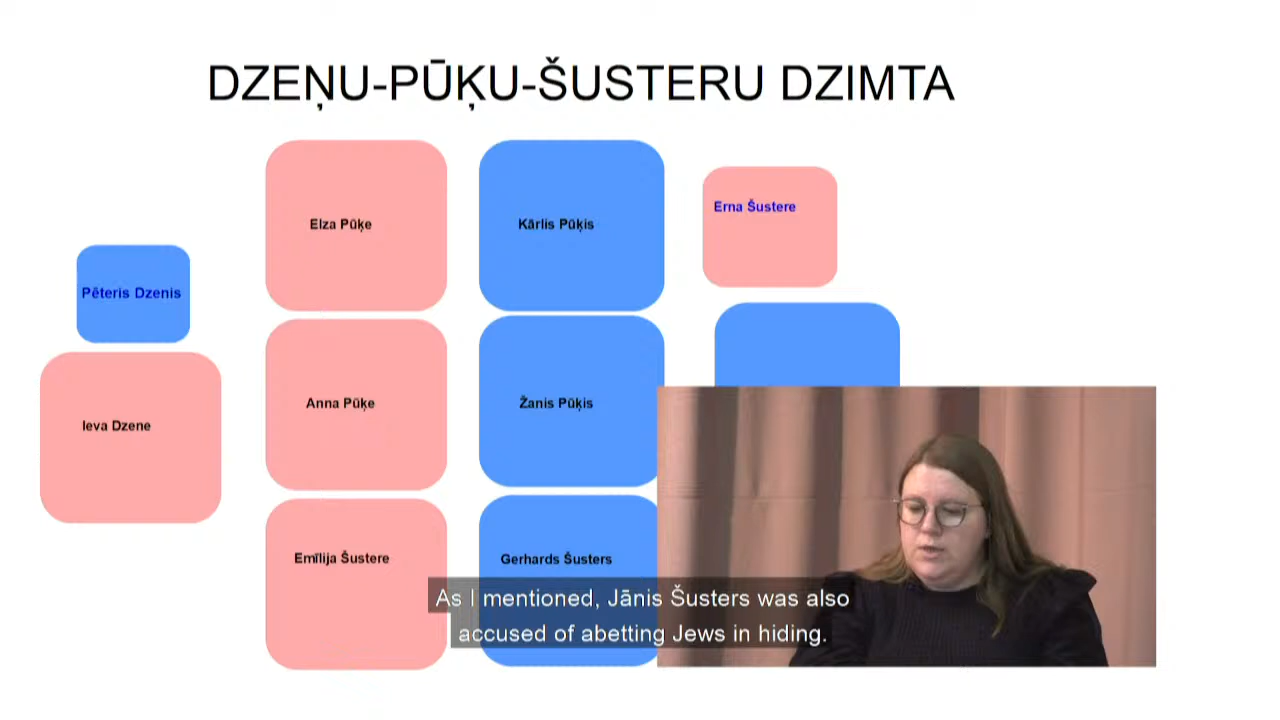 DZEŅU-PŪĶU-ŠUSTERU DZIMTA
Elza Pūķe
Kārlis Pūķis
Erna Šustere
Pēteris Dzenis
Anna Pūķe
Žanis Pūķis
Ieva Dzene
Emīlija Šustere
Gerhards Šusters
As I mentioned, Jānis Šusters was also
accused of abetting Jews in hiding.